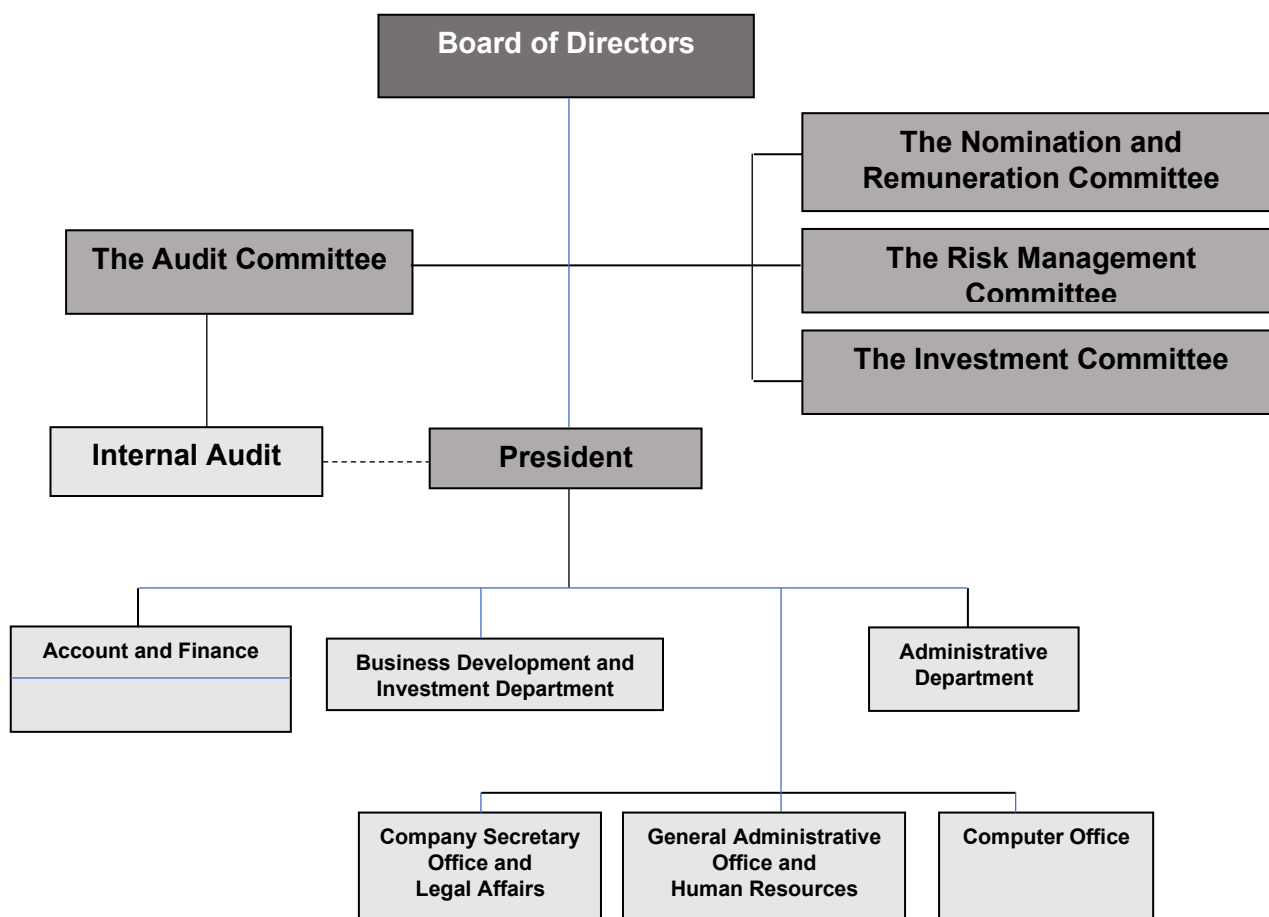 Board of Directors
The Nomination and
Remuneration Committee
The Audit Committee
The Risk Management
Committee
The Investment Committee
Internal Audit
President
Account and Finance
Business Development and
Investment Department
Administrative
Department
Company Secretary
Office and
Legal Affairs
General Administrative
Office and
Human Resources
Computer Office